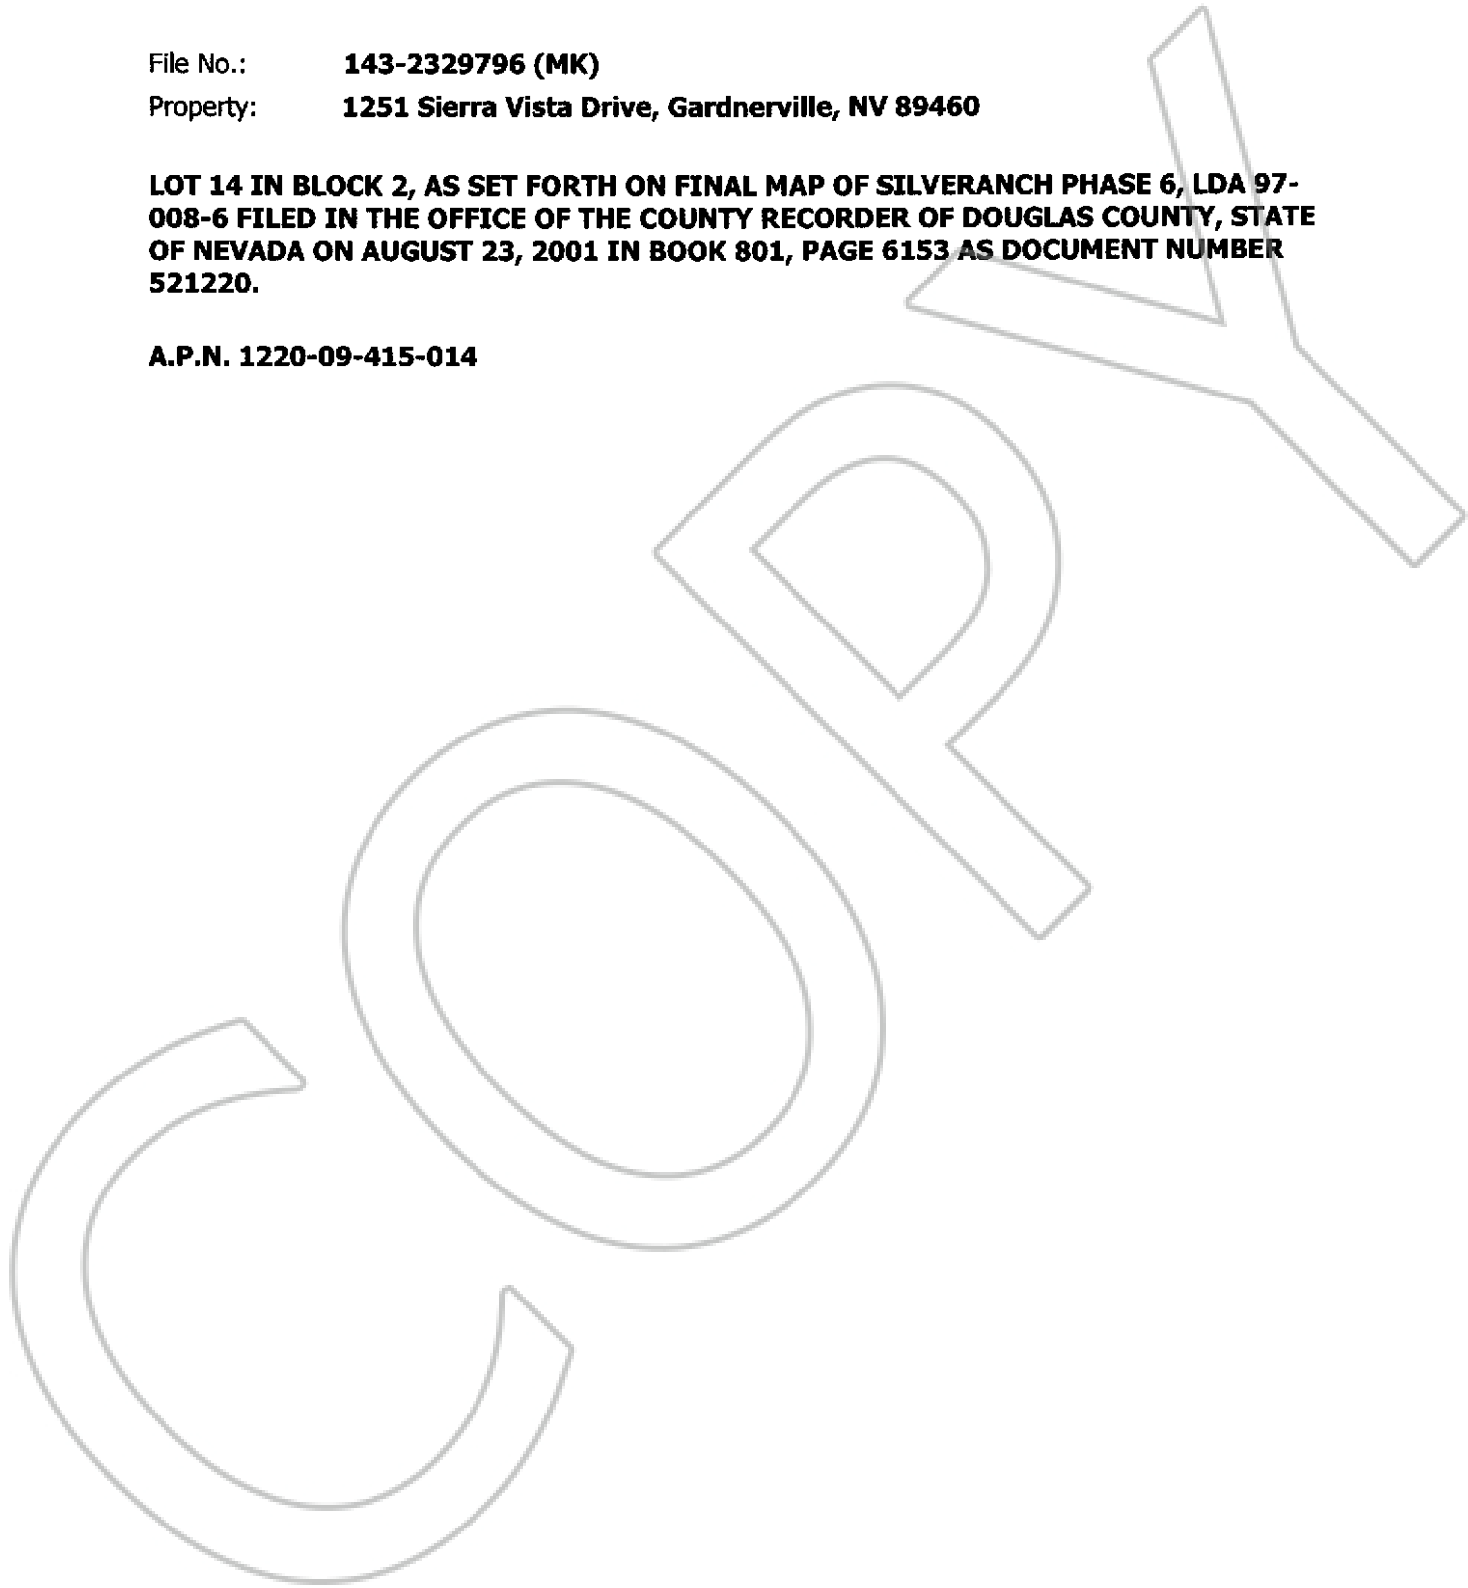 File No.: 143-2329796 (MK)
Property: 1251 Sierra Vista Drive, Gardnerville, NV 89460
LOT 14 IN BLOCK 2, AS SET FORTH ON FINAL MAP OF SILVERANCH PHASE 6, LDA 97-
008-6 FILED IN THE OFFICE OF THE COUNTY RECORDER OF DOUGLAS COUNTY, STATE
OF NEVADA ON AUGUST 23, 2001 IN BOOK 801, PAGE 6153 AS DOCUMENT NUMBER
521220.
A.P.N. 1220-09-415-014
COPY